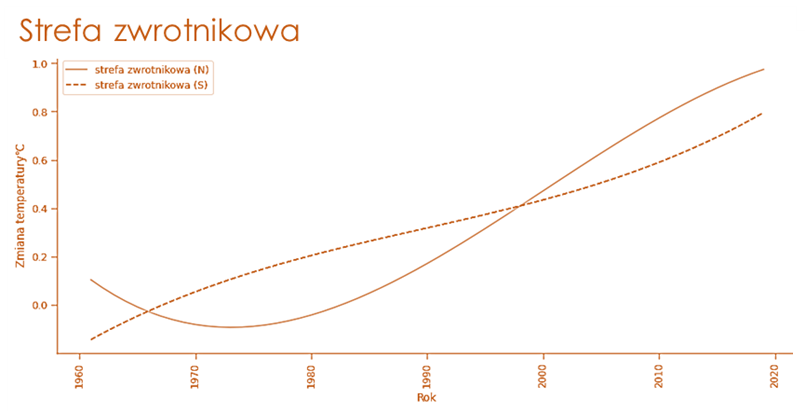 Strefa zwrotnikowa
1.0
strefa zwrotnikowa (N)
strefa zwrotnikowa (S)
0.8
0.6
0.4
0.2
0.0
Zmiana temperatury°C
1960
1970
1980
1990
2000
2010
2020
Rok